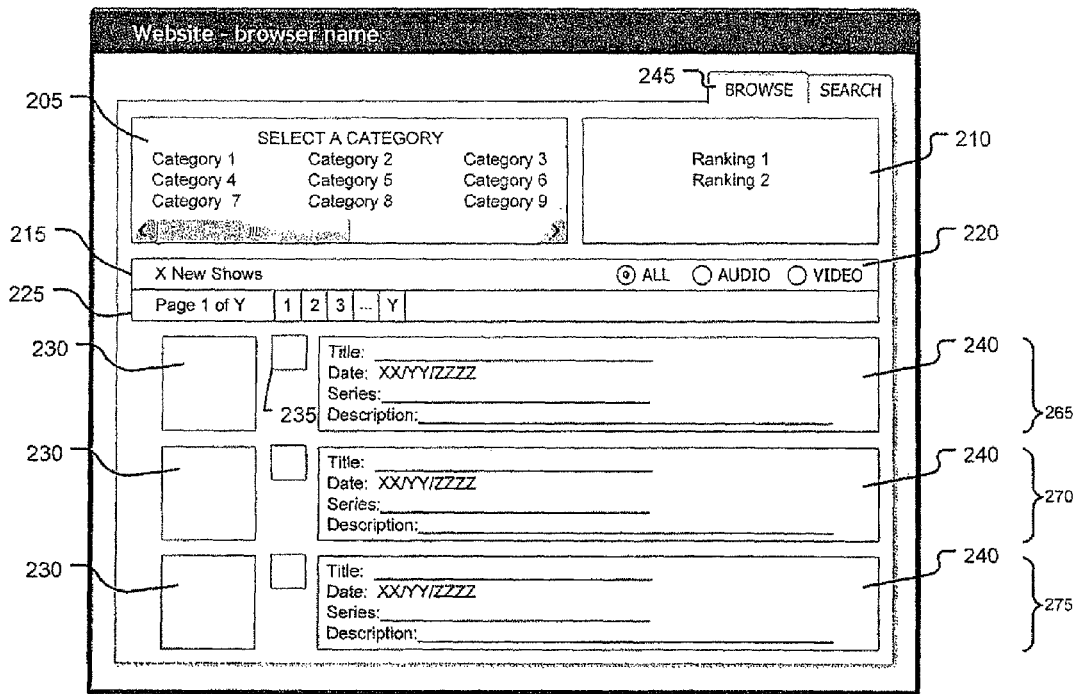 Website - browser name
245 BROWSE SEARCH
205
SELECT A CATEGORY
Category 1 Category 2 Category 3
Category 4 Category 5 Category 6
Category 7 Category 8 Category 9
Ranking 1
Ranking 2
210
215 X New Shows ALL AUDIO VIDEO 220
225 Page 1 of Y 1 2 3 ... Y
230 235
Title:
Date: XX/YY/ZZZZ
Series:
Description:
240 265
230
Title:
Date: XX/YY/ZZZZ
Series:
Description:
240 270
230
Title:
Date: XX/YY/ZZZZ
Series:
Description:
240 275